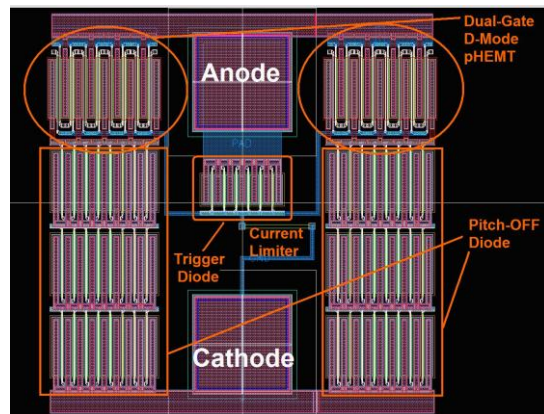 Dual-Gate
D-Mode
pHEMT
Anode
PAD
Current
Limiter
Trigger
Diode
Pitch-OFF
Diode
Cathode